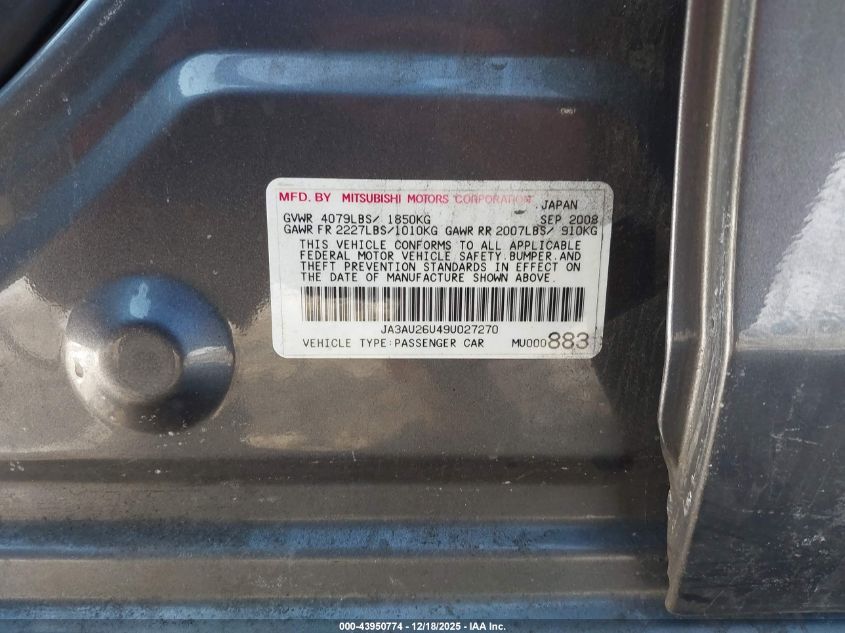 MFD. BY MITSUBISHI MOTORS CORPORATION, JAPAN
GVWR 4079LBS/ 1850KG SEP 2008
GAWR FR 2227LBS/1010KG GAWR RR 2007LBS/ 910KG
THIS VEHICLE CONFORMS TO ALL APPLICABLE
FEDERAL MOTOR VEHICLE SAFETY.BUMPER.AND
THEFT PREVENTION STANDARDS IN EFFECT ON
THE DATE OF MANUFACTURE SHOWN ABOVE.
JA3AU26U49U027270
VEHICLE TYPE:PASSENGER CAR MU000883
000-43950774 - 12/18/2025 - IAA Inc.